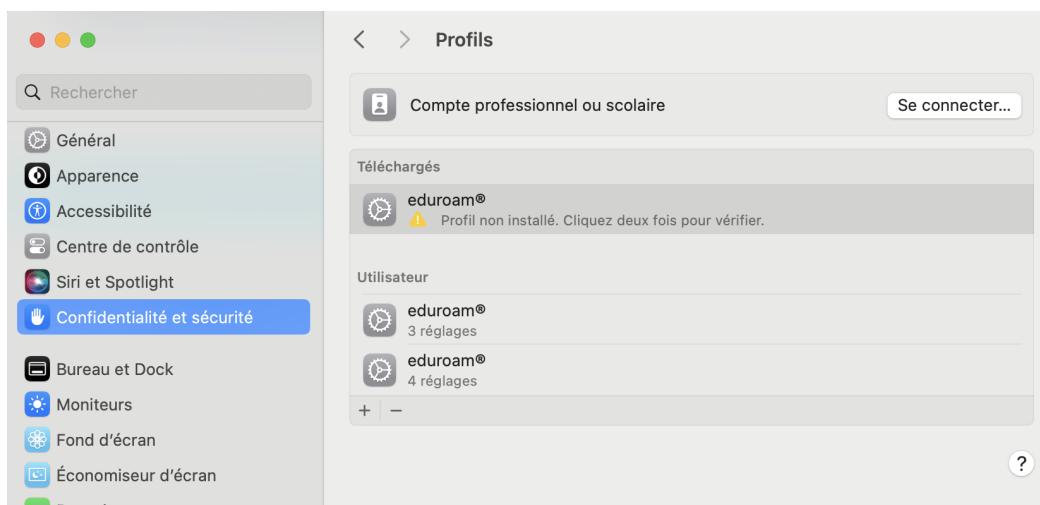 Profils
Rechercher
Général
Apparence
Accessibilité
Centre de contrôle
Siri et Spotlight
Confidentialité et sécurité
Bureau et Dock
Moniteurs
Fond d'écran
Économiseur d'écran
Compte professionnel ou scolaire
Se connecter...
Téléchargés
eduroam®
Profil non installé. Cliquez deux fois pour vérifier.
Utilisateur
eduroam®
3 réglages
eduroam®
4 réglages
+ −
?